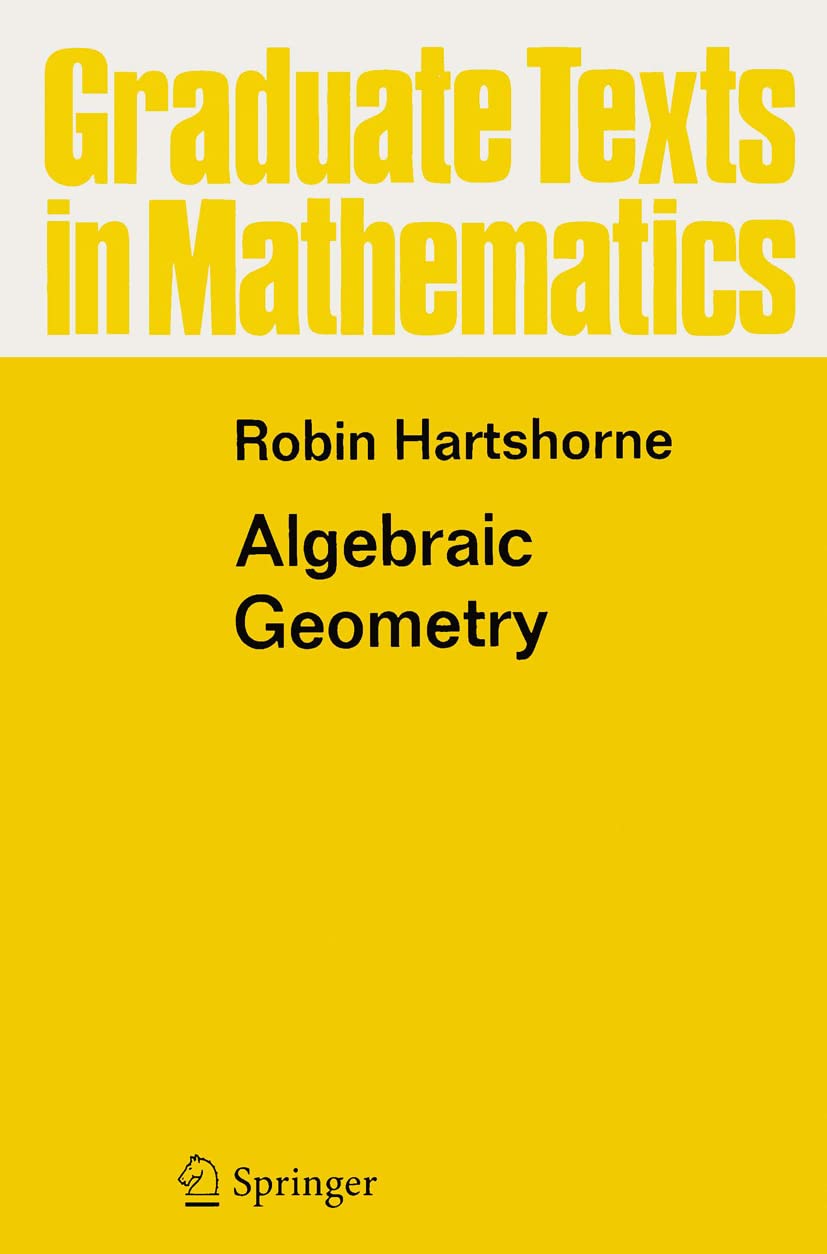 Graduate Texts
in Mathematics
Robin Hartshorne
Algebraic
Geometry
Springer